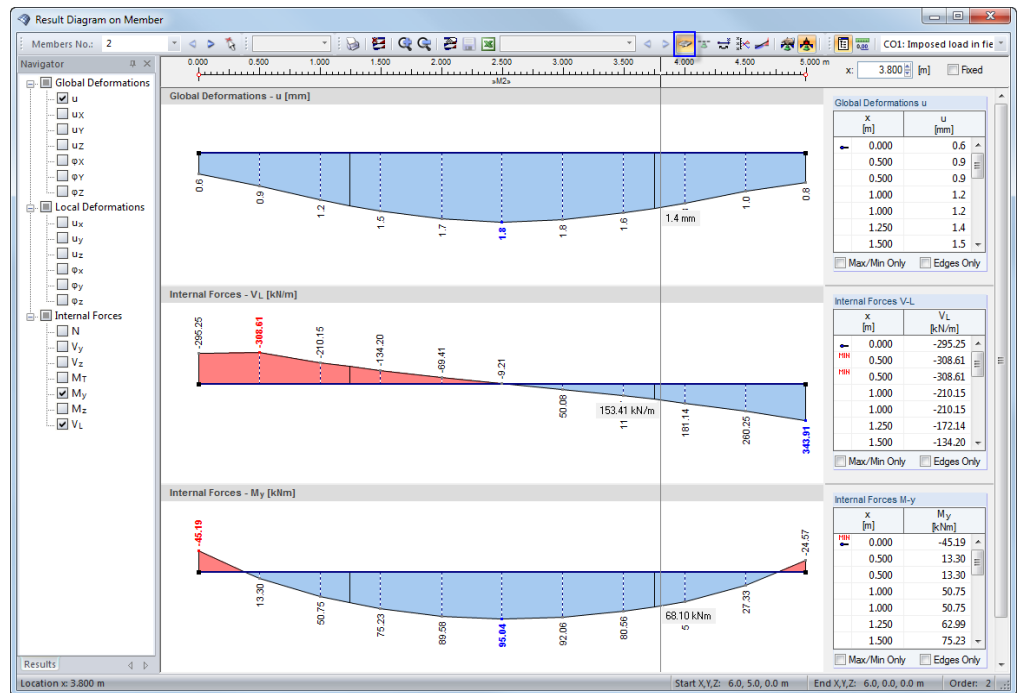 Result Diagram on Member
Members No.: 2
CO1: Imposed load in fie
Navigator
Global Deformations
u
uX
uY
uZ
φX
φY
φZ
Local Deformations
ux
uy
uz
φx
φy
φz
Internal Forces
N
Vy
Vz
MT
My
Mz
VL
Results
0.000 0.500 1.000 1.500 2.000 2.500 3.000 3.500 4.000 4.500 5.000 m
»M2»
x: 3.800 [m] Fixed
Global Deformations - u [mm]
0.6 0.9 1.2 1.5 1.7 1.8 1.8 1.6 1.4 mm 1.0 0.8
Global Deformations u
x [m] u [mm]
0.000 0.6
0.500 0.9
0.500 0.9
1.000 1.2
1.000 1.2
1.250 1.4
1.500 1.5
Max/Min Only Edges Only
Internal Forces - VL [kN/m]
-295.25 -308.61 -210.15 -134.20 -69.41 -9.21 50.08 11 153.41 kN/m 181.14 260.25 343.91
Internal Forces V-L
x [m] VL [kN/m]
0.000 -295.25
MIN 0.500 -308.61
MIN 0.500 -308.61
1.000 -210.15
1.000 -210.15
1.250 -172.14
1.500 -134.20
Max/Min Only Edges Only
Internal Forces - My [kNm]
-45.19 13.30 50.75 75.23 89.58 95.04 92.06 80.56 68.10 kNm 5 27.33 -24.57
Internal Forces M-y
x [m] My [kNm]
MIN 0.000 -45.19
0.500 13.30
0.500 13.30
1.000 50.75
1.000 50.75
1.250 62.99
1.500 75.23
Max/Min Only Edges Only
Location x: 3.800 m
Start X,Y,Z: 6.0, 5.0, 0.0 m
End X,Y,Z: 6.0, 0.0, 0.0 m
Order: 2